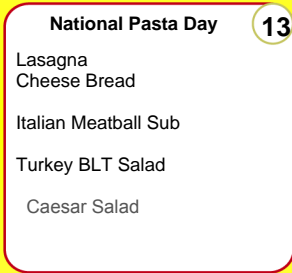 National Pasta Day 13
Lasagna
Cheese Bread
Italian Meatball Sub
Turkey BLT Salad
Caesar Salad